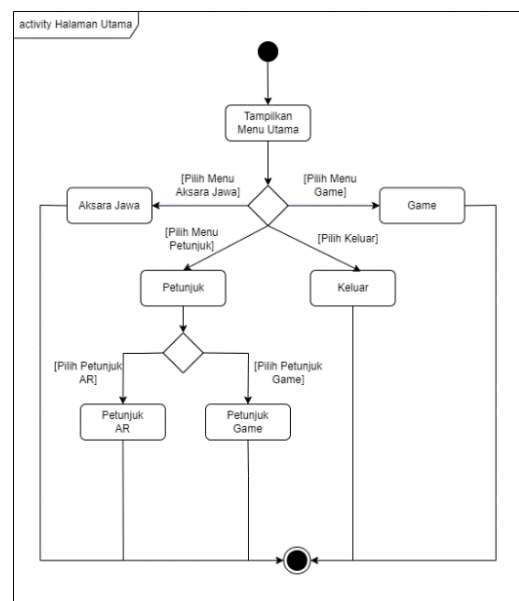 activity Halaman Utama
Tampilkan
Menu Utama
[Pilih Menu
Aksara Jawa]
[Pilih Menu
Game]
Aksara Jawa
Game
[Pilih Menu
Petunjuk]
[Pilih Keluar]
Petunjuk
Keluar
[Pilih Petunjuk
AR]
[Pilih Petunjuk
Game]
Petunjuk
AR
Petunjuk
Game